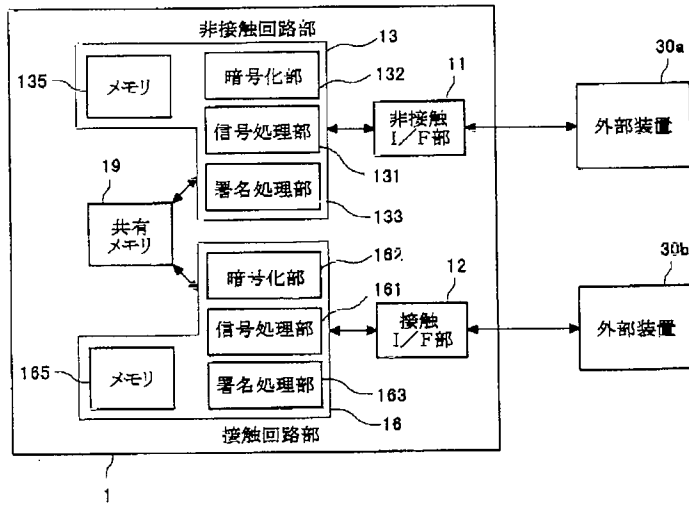 非接触回路部
13
30a
135
メモリ
暗号化部
132
11
信号処理部
非接触
I/F部
外部装置
131
19
署名処理部
133
共有
メモリ
162
30b
暗号化部
161
12
信号処理部
接触
I/F部
外部装置
165
メモリ
署名処理部
163
16
接触回路部
1